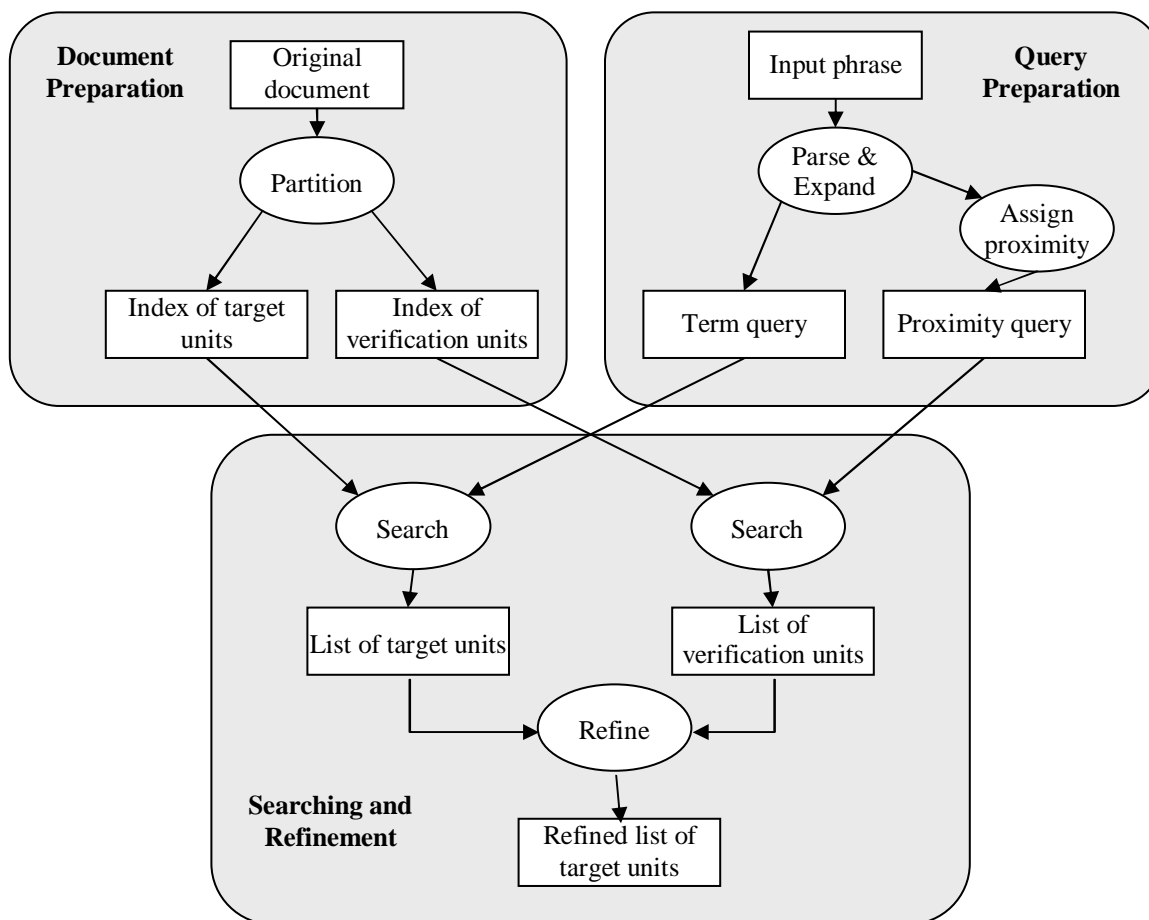 Document
Preparation
Original
document
Partition
Index of target
units
Index of
verification units
Query
Preparation
Input phrase
Parse &
Expand
Assign
proximity
Term query
Proximity query
Search
Search
List of target units
List of
verification units
Refine
Searching and
Refinement
Refined list of
target units